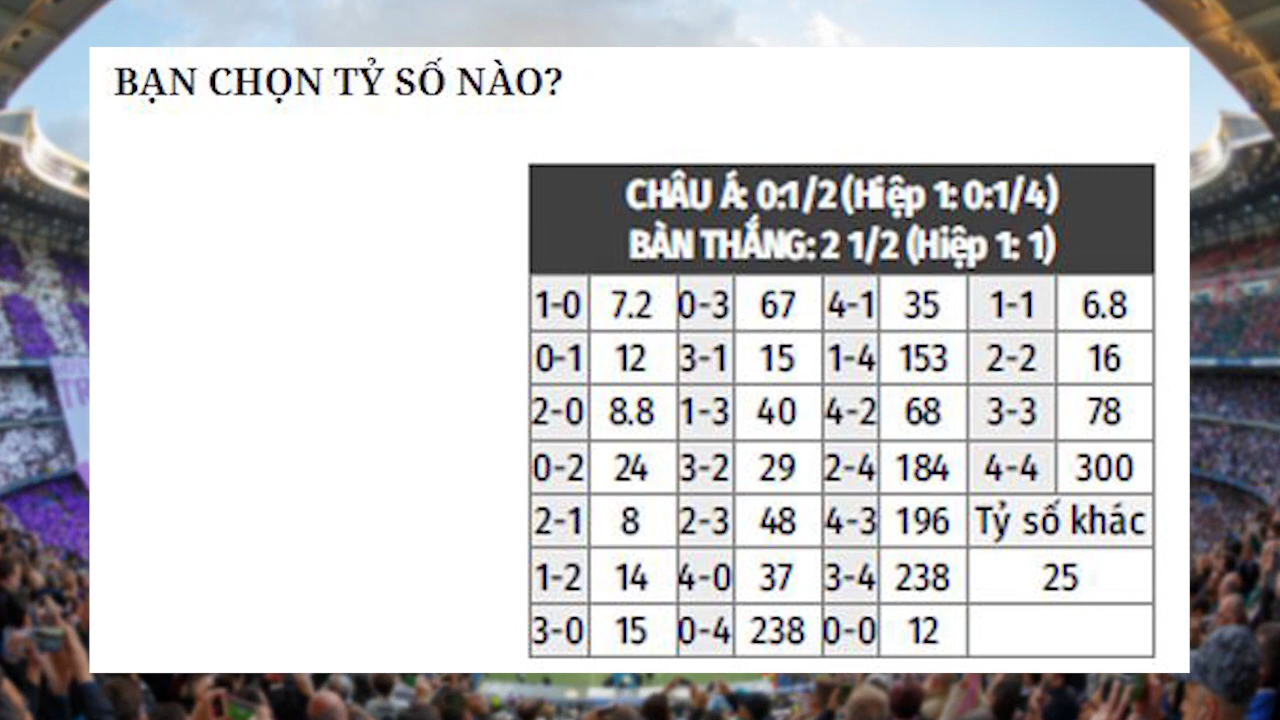 BẠN CHỌN TỶ SỐ NÀO?
CHÂU Á: 0:1/2 (Hiệp 1: 0:1/4)
BÀN THẮNG: 2 1/2 (Hiệp 1: 1)
1-0 7.2 0-3 67 4-1 35 1-1 6.8
0-1 12 3-1 15 1-4 153 2-2 16
2-0 8.8 1-3 40 4-2 68 3-3 78
0-2 24 3-2 29 2-4 184 4-4 300
2-1 8 2-3 48 4-3 196 Tỷ số khác
1-2 14 4-0 37 3-4 238 25
3-0 15 0-4 238 0-0 12